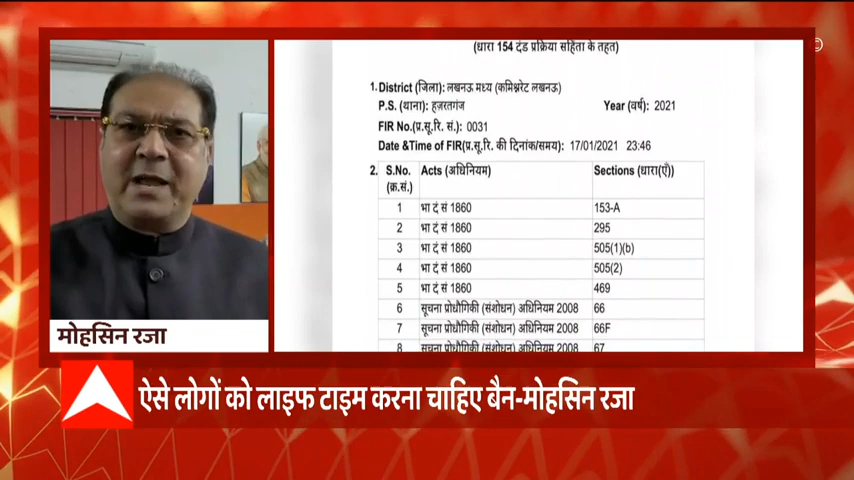 (धारा 154 दंड प्रक्रिया संहिता के तहत)
1. District (जिला): लखनऊ मध्य (कमिश्नरेट लखनऊ)
P.S. (थाना): हज़रतगंज Year (वर्ष): 2021
FIR No.(प्र.सू.रि. सं.): 0031
Date &Time of FIR(प्र.सू.रि. की दिनांक/समय): 17/01/2021 23:46
2. S.No. (क्र.सं.) Acts (अधिनियम) Sections (धारा(एँ))
1 भा दं सं 1860 153-A
2 भा दं सं 1860 295
3 भा दं सं 1860 505(1)(b)
4 भा दं सं 1860 505(2)
5 भा दं सं 1860 469
6 सूचना प्रोद्यौगिकी (संशोधन) अधिनियम 2008 66
7 सूचना प्रोद्यौगिकी (संशोधन) अधिनियम 2008 66F
8 सूचना प्रोद्यौगिकी (संशोधन) अधिनियम 2008 67
मोहसिन रजा
ऐसे लोगों को लाइफ टाइम करना चाहिए बैन-मोहसिन रजा